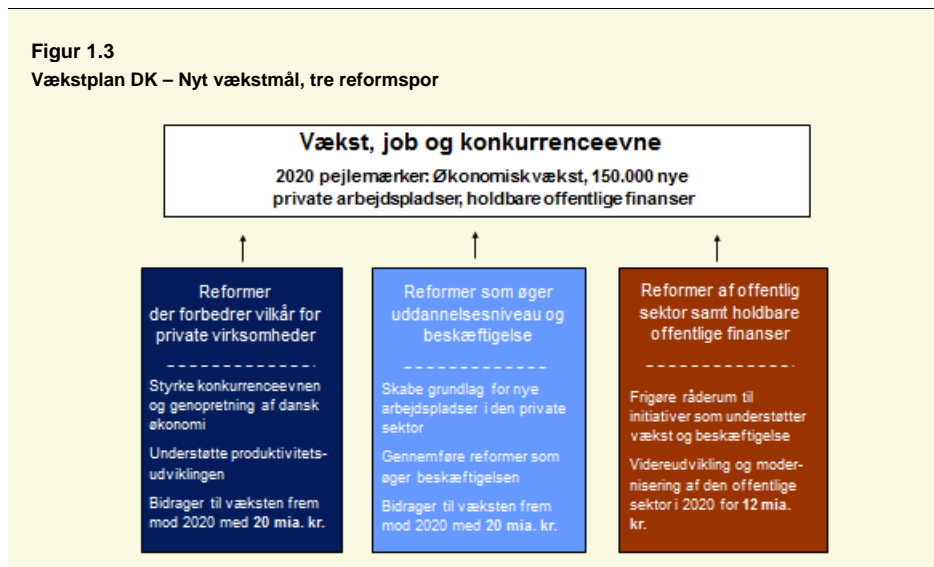 Figur 1.3
Vækstplan DK – Nyt vækstmål, tre reformspor
Vækst, job og konkurrenceevne
2020 pejlemærker: Økonomisk vækst, 150.000 nye
private arbejdspladser, holdbare offentlige finanser
Reformer
der forbedrer vilkår for
private virksomheder
Styrke konkurrenceevnen
og genopretning af dansk
økonomi
Understøtte produktivitets-
udviklingen
Bidrager til væksten frem
mod 2020 med 20 mia. kr.
Reformer som øger
uddannelsesniveau og
beskæftigelse
Skabe grundlag for nye
arbejdspladser i den private
sektor
Gennemføre reformer som
øger beskæftigelsen
Bidrager til væksten frem
mod 2020 med 20 mia. kr.
Reformer af offentlig
sektor samt holdbare
offentlige finanser
Frigøre råderum til
initiativer som understøtter
vækst og beskæftigelse
Videreudvikling og moder-
nisering af den offentlige
sektor i 2020 for 12 mia.
kr.